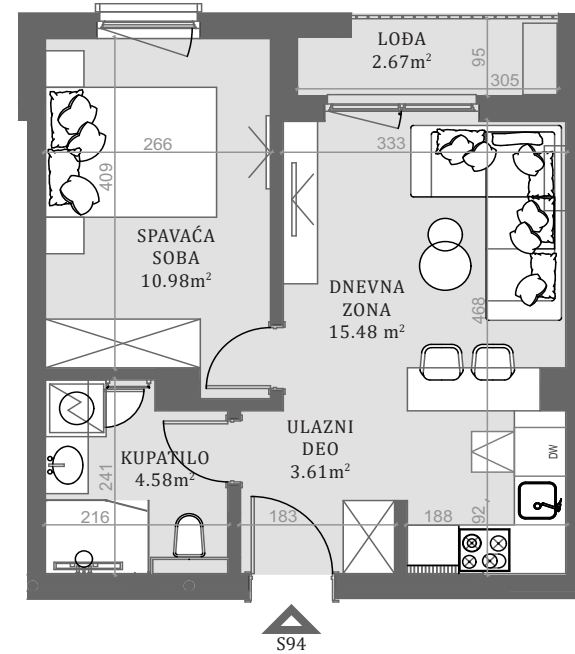 LOĐA
2.67m²
95
305
266
333
409
SPAVAĆA
SOBA
10.98m²
DNEVNA
ZONA
15.48 m²
468
ULAZNI
DEO
3.61m²
KUPATILO
4.58m²
241
DW
216
183
188
92
S94